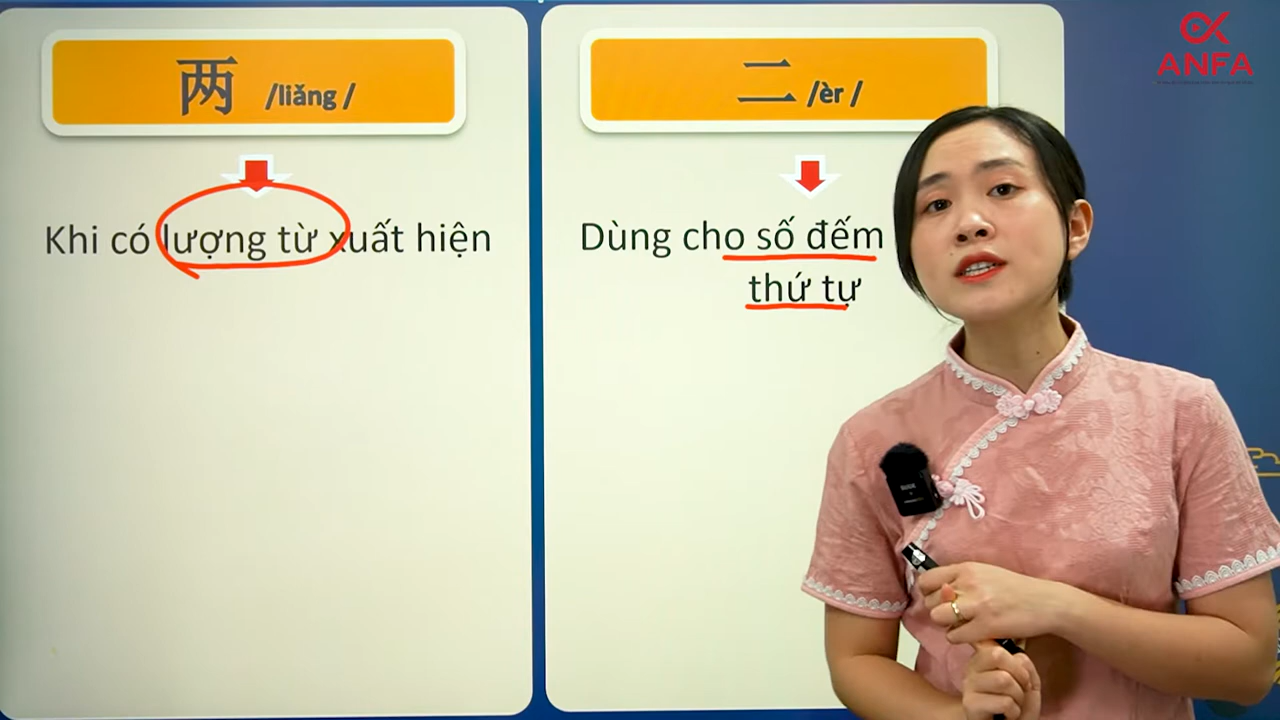 两 /liǎng /
Khi có lượng từ xuất hiện
二 /èr /
Dùng cho số đếm
thứ tự
ANFA